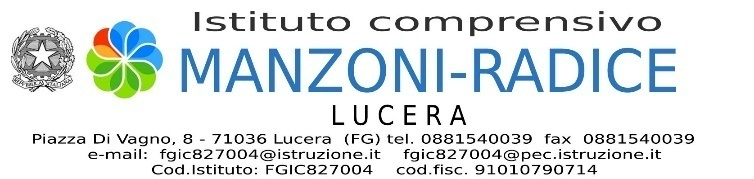 Istituto comprensivo
MANZONI-RADICE
LUCERA
Piazza Di Vagno, 8 - 71036 Lucera (FG) tel. 0881540039 fax 0881540039
e-mail: fgic827004@istruzione.it fgic827004@pec.istruzione.it
Cod.Istituto: FGIC827004 cod.fisc. 91010790714